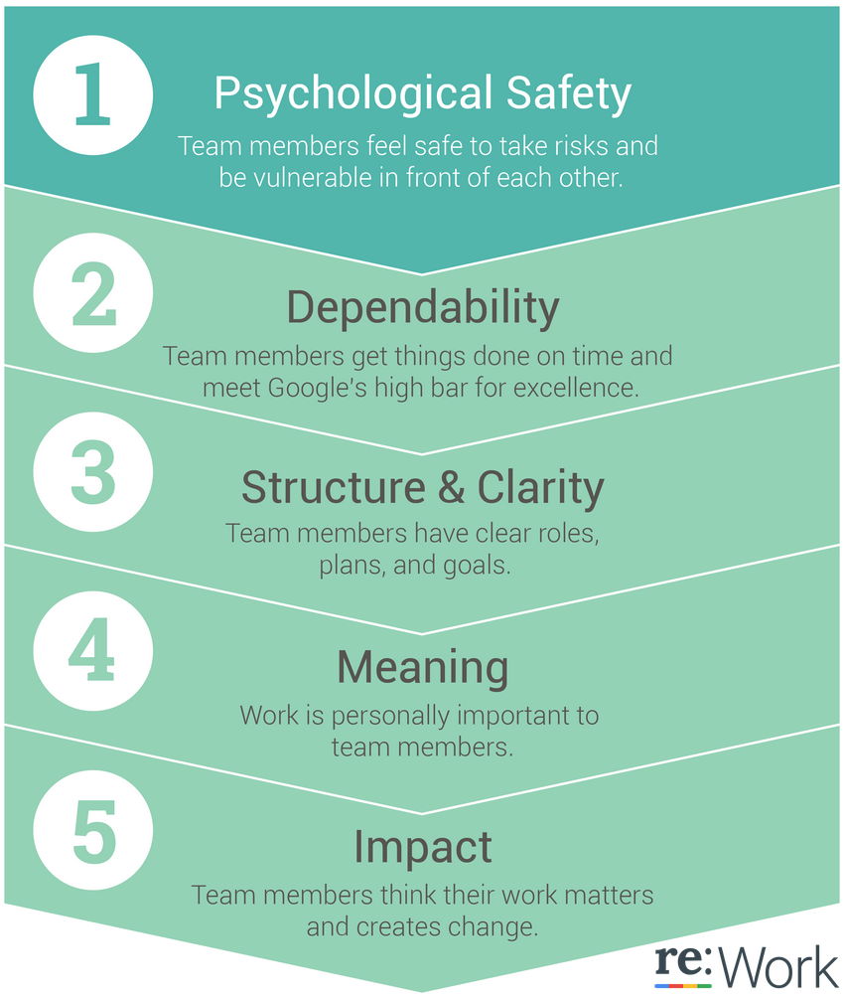 1
Psychological Safety
Team members feel safe to take risks and
be vulnerable in front of each other.
2
Dependability
Team members get things done on time and
meet Google's high bar for excellence.
3
Structure & Clarity
Team members have clear roles,
plans, and goals.
4
Meaning
Work is personally important to
team members.
5
Impact
Team members think their work matters
and creates change.
re:Work